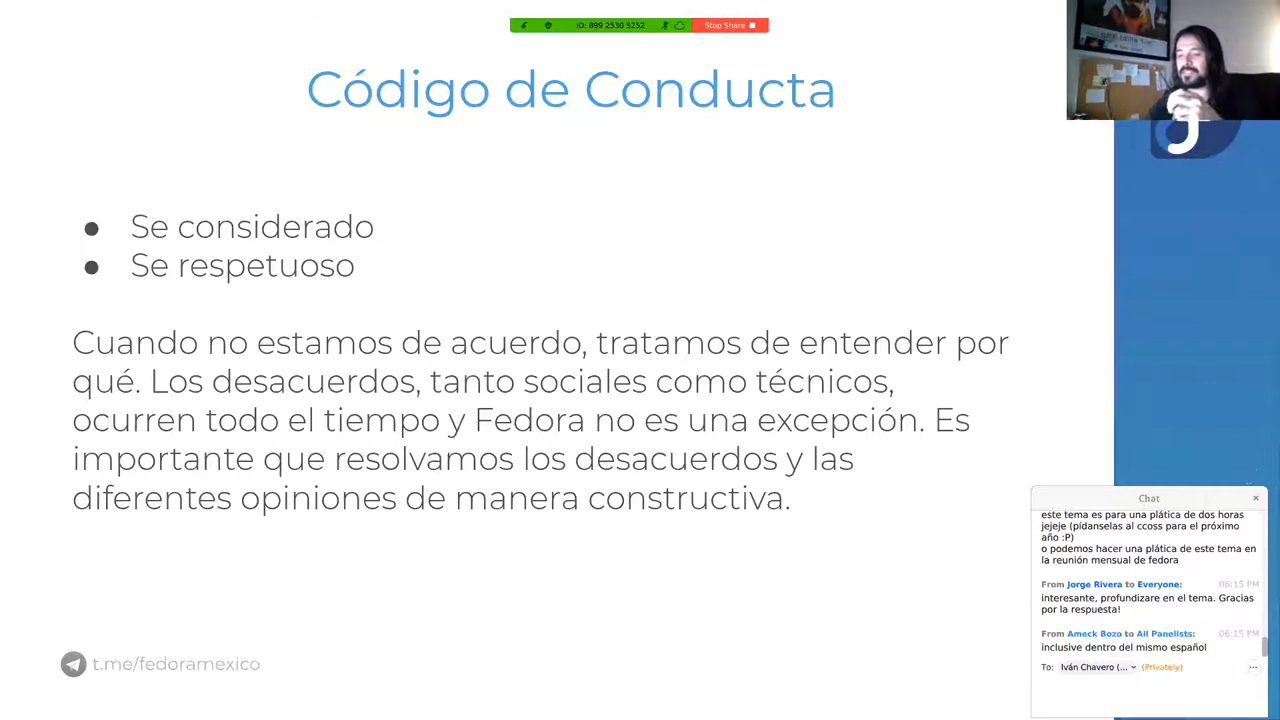 ID: 899 2530 5252
Stop Share
Código de Conducta
● Se considerado
● Se respetuoso
Cuando no estamos de acuerdo, tratamos de entender por
qué. Los desacuerdos, tanto sociales como técnicos,
ocurren todo el tiempo y Fedora no es una excepción. Es
importante que resolvamos los desacuerdos y las
diferentes opiniones de manera constructiva.
t.me/fedoramexico
Chat
este tema es para una plática de dos horas
jejeje (pídanselas al ccoss para el próximo
año :P)
o podemos hacer una plática de este tema en
la reunión mensual de fedora
From Jorge Rivera to Everyone: 06:15 PM
interesante, profundizare en el tema. Gracias
por la respuesta!
From Ameck Bozo to All Panelists: 06:15 PM
inclusive dentro del mismo español
To: Iván Chavero (... (Privately) ...